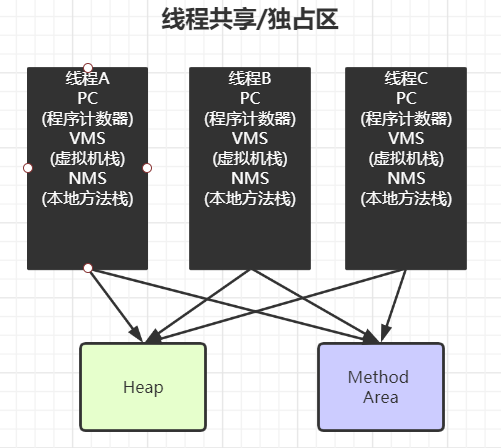 线程共享/独占区
线程A
PC
(程序计数器)
VMS
(虚拟机栈)
NMS
(本地方法栈)
线程B
PC
(程序计数器)
VMS
(虚拟机栈)
NMS
(本地方法栈)
线程C
PC
(程序计数器)
VMS
(虚拟机栈)
NMS
(本地方法栈)
Heap
Method
Area